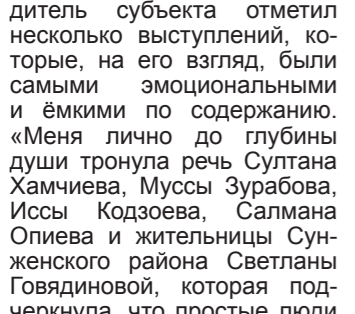 дитель субъекта отметил
несколько выступлений, ко-
торые, на его взгляд, были
самыми эмоциональными
и ёмкими по содержанию.
«Меня лично до глубины
души тронула речь Султана
Хамчиева, Муссы Зурабова,
Иссы Кодзоева, Салмана
Опиева и жительницы Сун-
женского района Светланы
Говядиновой, которая под-
черкнула, что простые люди